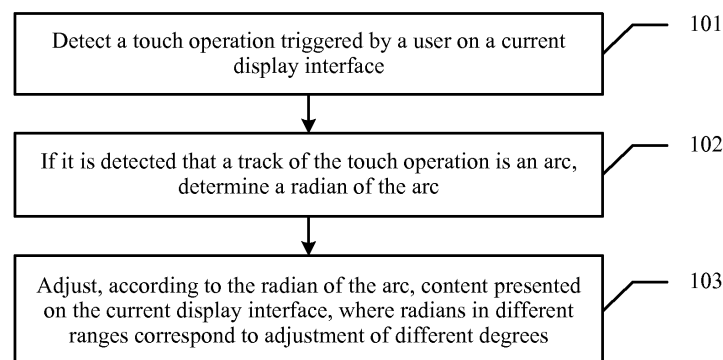 Detect a touch operation triggered by a user on a current
display interface
101
If it is detected that a track of the touch operation is an arc,
determine a radian of the arc
102
Adjust, according to the radian of the arc, content presented
on the current display interface, where radians in different
ranges correspond to adjustment of different degrees
103